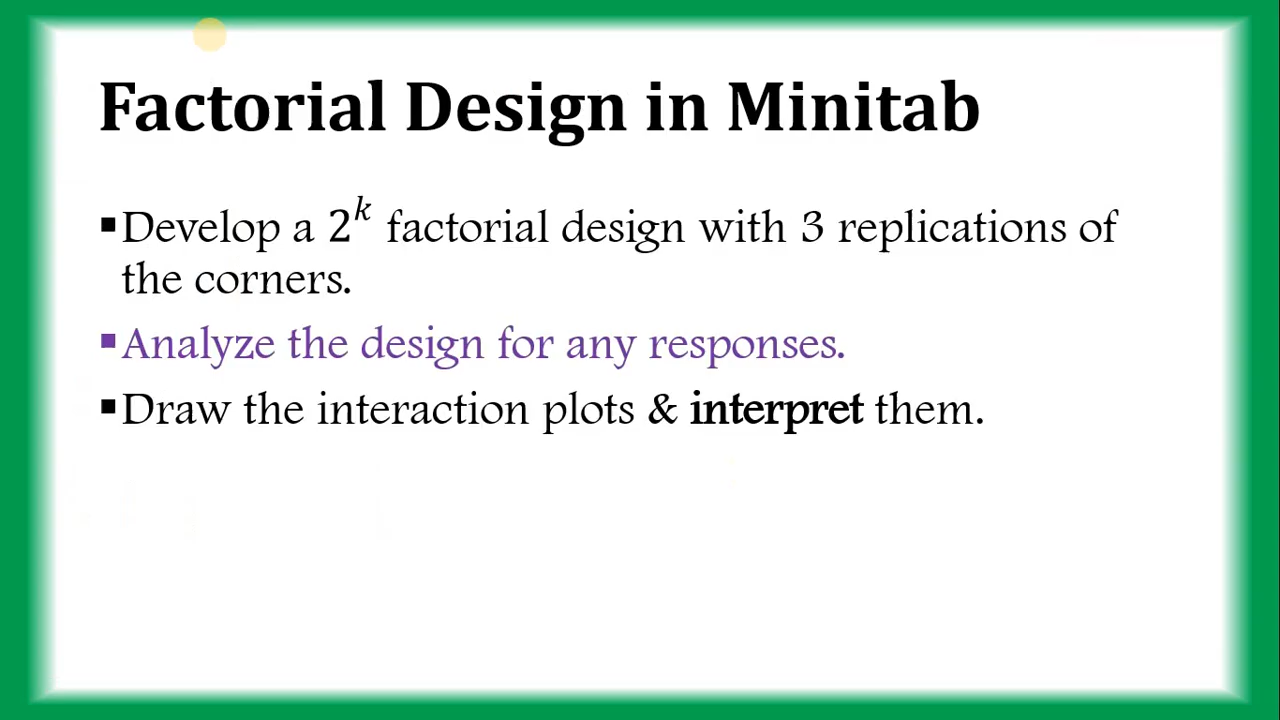 Factorial Design in Minitab
▪Develop a 2^k factorial design with 3 replications of
the corners.
▪Analyze the design for any responses.
▪Draw the interaction plots & interpret them.